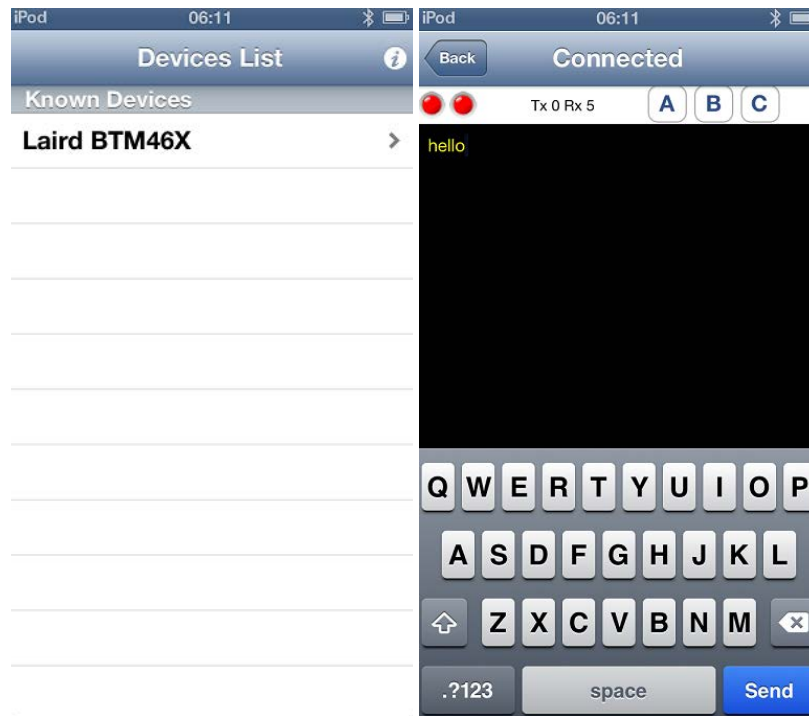 iPod 06:11
Devices List
Known Devices
Laird BTM46X
iPod 06:11
Back Connected
Tx 0 Rx 5 A B C
hello
Q W E R T Y U I O P
A S D F G H J K L
Z X C V B N M
.?123 space Send